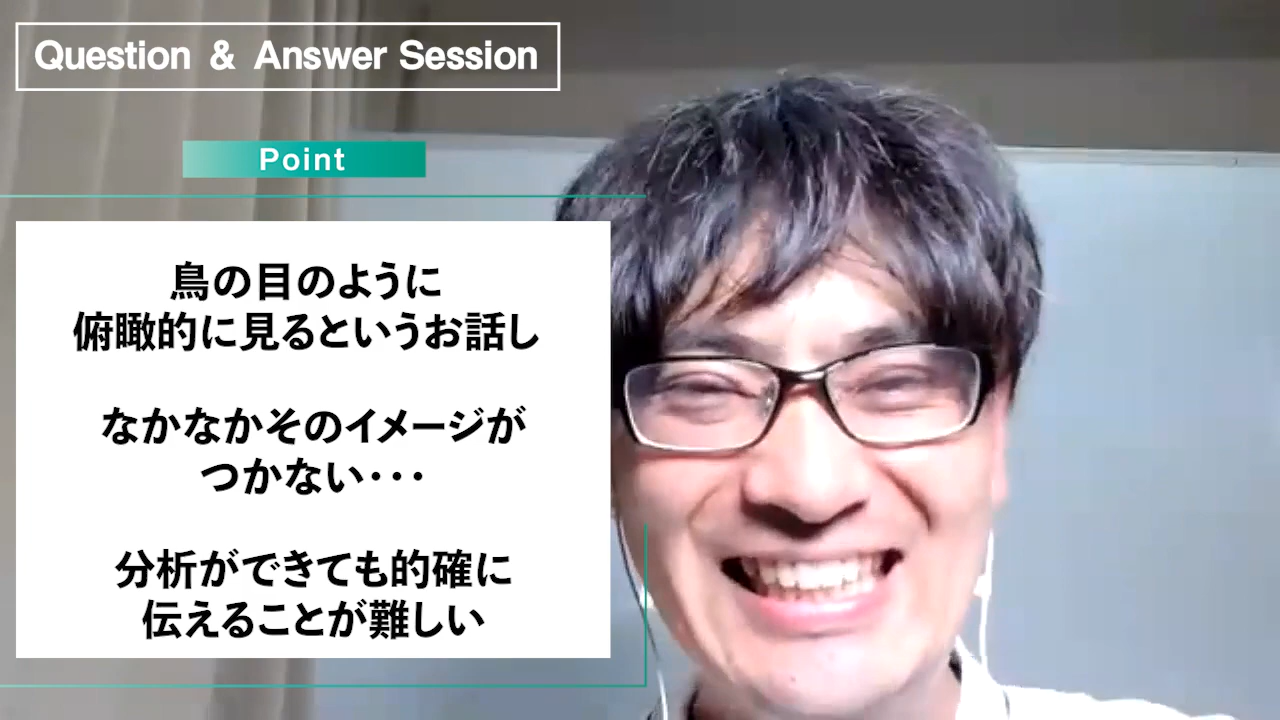 Question & Answer Session
Point
鳥の目のように
俯瞰的に見るというお話し
なかなかそのイメージが
つかない・・・
分析ができても的確に
伝えることが難しい